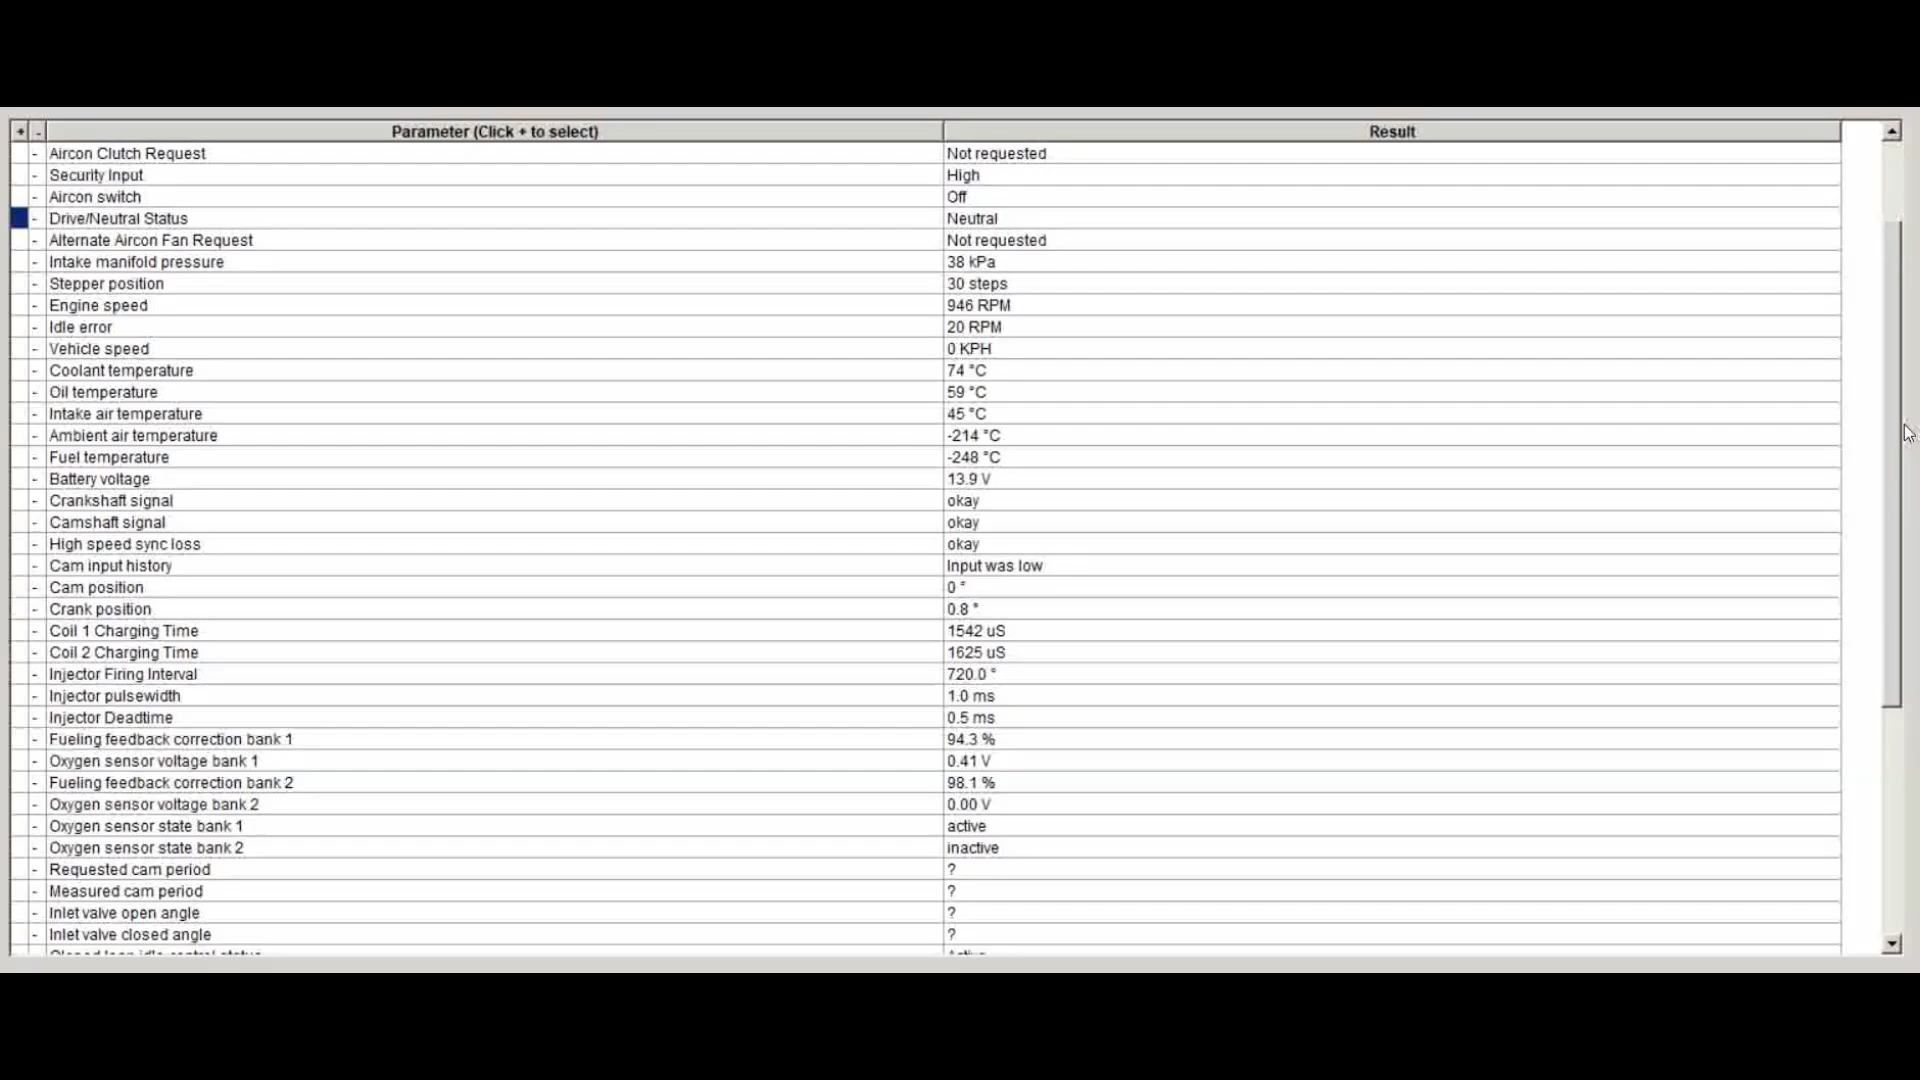 + - Parameter (Click + to select) Result
- Aircon Clutch Request Not requested
- Security Input High
- Aircon switch Off
- Drive/Neutral Status Neutral
- Alternate Aircon Fan Request Not requested
- Intake manifold pressure 38 kPa
- Stepper position 30 steps
- Engine speed 946 RPM
- Idle error 20 RPM
- Vehicle speed 0 KPH
- Coolant temperature 74 °C
- Oil temperature 59 °C
- Intake air temperature 45 °C
- Ambient air temperature -214 °C
- Fuel temperature -248 °C
- Battery voltage 13.9 V
- Crankshaft signal okay
- Camshaft signal okay
- High speed sync loss okay
- Cam input history Input was low
- Cam position 0 °
- Crank position 0.8 °
- Coil 1 Charging Time 1542 uS
- Coil 2 Charging Time 1625 uS
- Injector Firing Interval 720.0 °
- Injector pulsewidth 1.0 ms
- Injector Deadtime 0.5 ms
- Fueling feedback correction bank 1 94.3 %
- Oxygen sensor voltage bank 1 0.41 V
- Fueling feedback correction bank 2 98.1 %
- Oxygen sensor voltage bank 2 0.00 V
- Oxygen sensor state bank 1 active
- Oxygen sensor state bank 2 inactive
- Requested cam period ?
- Measured cam period ?
- Inlet valve open angle ?
- Inlet valve closed angle ?